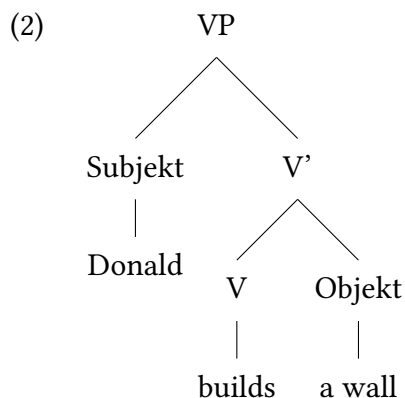 (2) VP
Subjekt V’
Donald
V Objekt
builds a wall